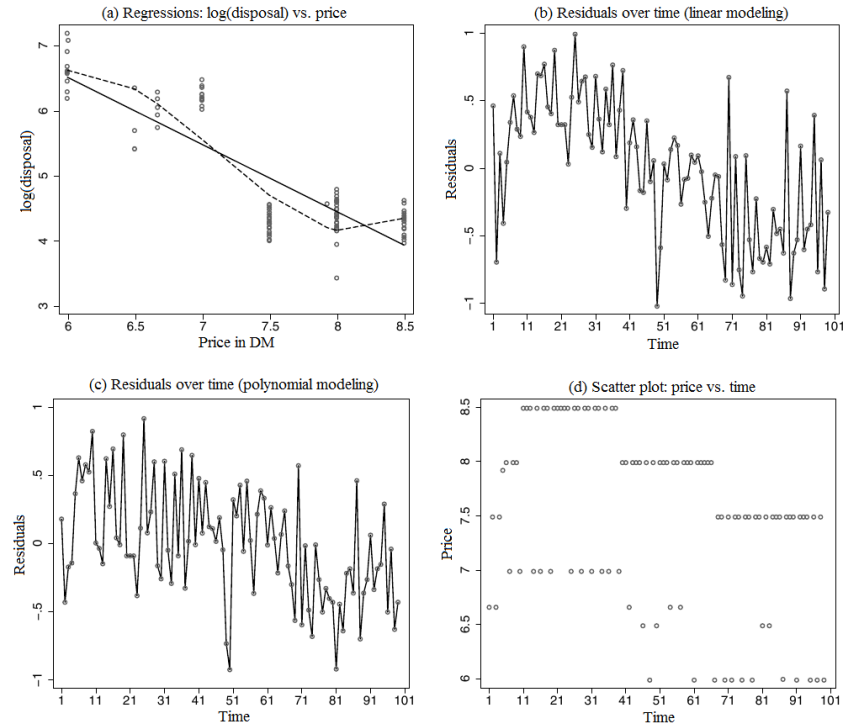 (a) Regressions: log(disposal) vs. price
7
6
5
4
3
log(disposal)
6 6.5 7 7.5 8 8.5
Price in DM
(b) Residuals over time (linear modeling)
1
.5
0
-.5
-1
Residuals
1 11 21 31 41 51 61 71 81 91 101
Time
(c) Residuals over time (polynomial modeling)
1
.5
0
-.5
-1
Residuals
1 11 21 31 41 51 61 71 81 91 101
Time
(d) Scatter plot: price vs. time
8.5
8
7.5
7
6.5
6
Price
1 11 21 31 41 51 61 71 81 91 101
Time